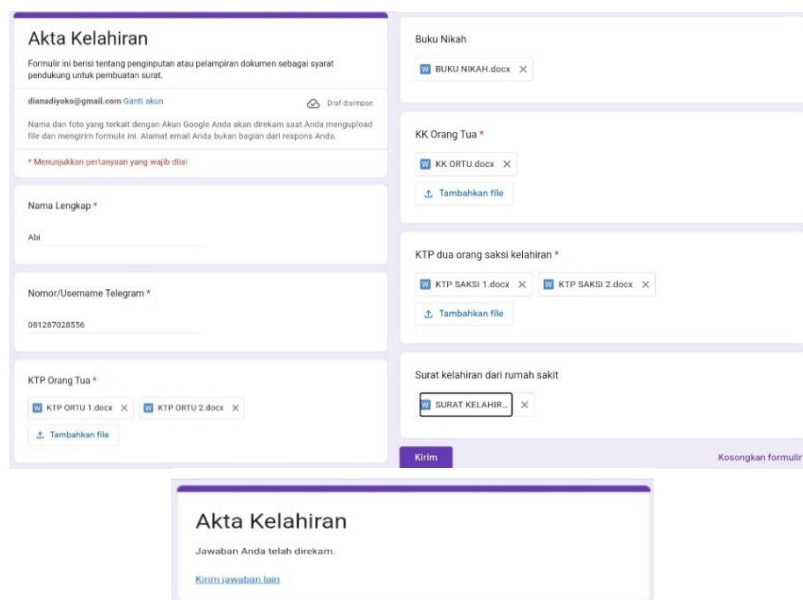 Akta Kelahiran
Formulir ini berisi tentang penginputan atau pelampiran dokumen sebagai syarat
pendukung untuk pembuatan surat.
dianadiyoko@gmail.com Ganti akun
Draf disimpan
Nama dan foto yang terkait dengan Akun Google Anda akan direkam saat Anda mengupload
file dan mengirim formulir ini. Alamat email Anda bukan bagian dari respons Anda.
* Menunjukkan pertanyaan yang wajib diisi
Nama Lengkap *
Abi
Nomor/Username Telegram *
081287028556
KTP Orang Tua *
W KTP ORTU 1.docx X W KTP ORTU 2.docx X
Tambahkan file
Buku Nikah
W BUKU NIKAH.docx X
KK Orang Tua *
W KK ORTU.docx X
Tambahkan file
KTP dua orang saksi kelahiran *
W KTP SAKSI 1.docx X W KTP SAKSI 2.docx X
Tambahkan file
Surat kelahiran dari rumah sakit
W SURAT KELAHIR... X
Kirim
Kosongkan formulir
Akta Kelahiran
Jawaban Anda telah direkam.
Kirim jawaban lain